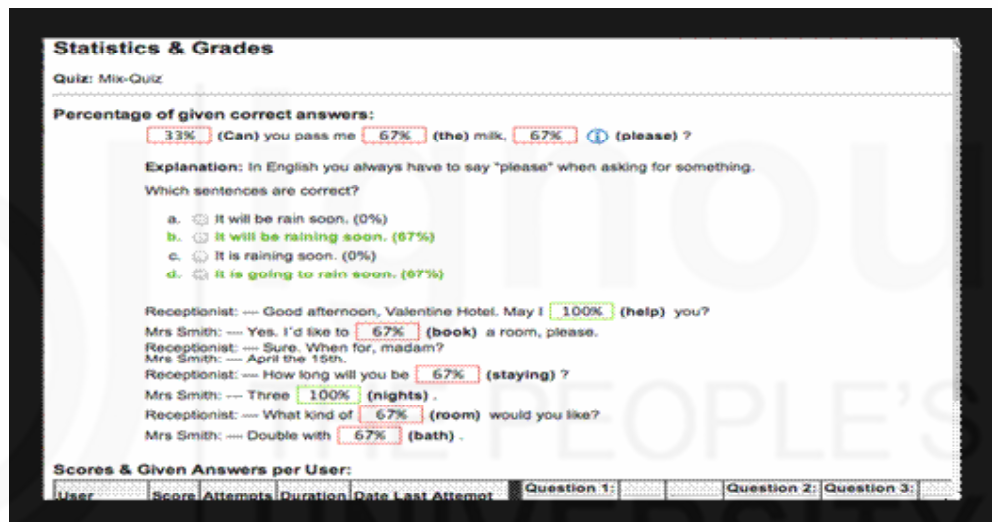 Statistics & Grades
Quiz: Mix-Quiz
Percentage of given correct answers:
33% (Can) you pass me 67% (the) milk, 67% (please) ?
Explanation: In English you always have to say "please" when asking for something.
Which sentences are correct?
a. It will be rain soon. (0%)
b. It will be raining soon. (67%)
c. It is raining soon. (0%)
d. It is going to rain soon. (67%)
Receptionist: --- Good afternoon, Valentine Hotel. May I 100% (help) you?
Mrs Smith: --- Yes. I'd like to 67% (book) a room, please.
Receptionist: --- Sure. When for, madam?
Mrs Smith: --- April the 15th.
Receptionist: --- How long will you be 67% (staying) ?
Mrs Smith: --- Three 100% (nights) .
Receptionist: --- What kind of 67% (room) would you like?
Mrs Smith: --- Double with 67% (bath) .
Scores & Given Answers per User:
User Score Attempts Duration Date Last Attempt Question 1: Question 2: Question 3:
ignou
THE PEOPLE'S
UNIVERSITY